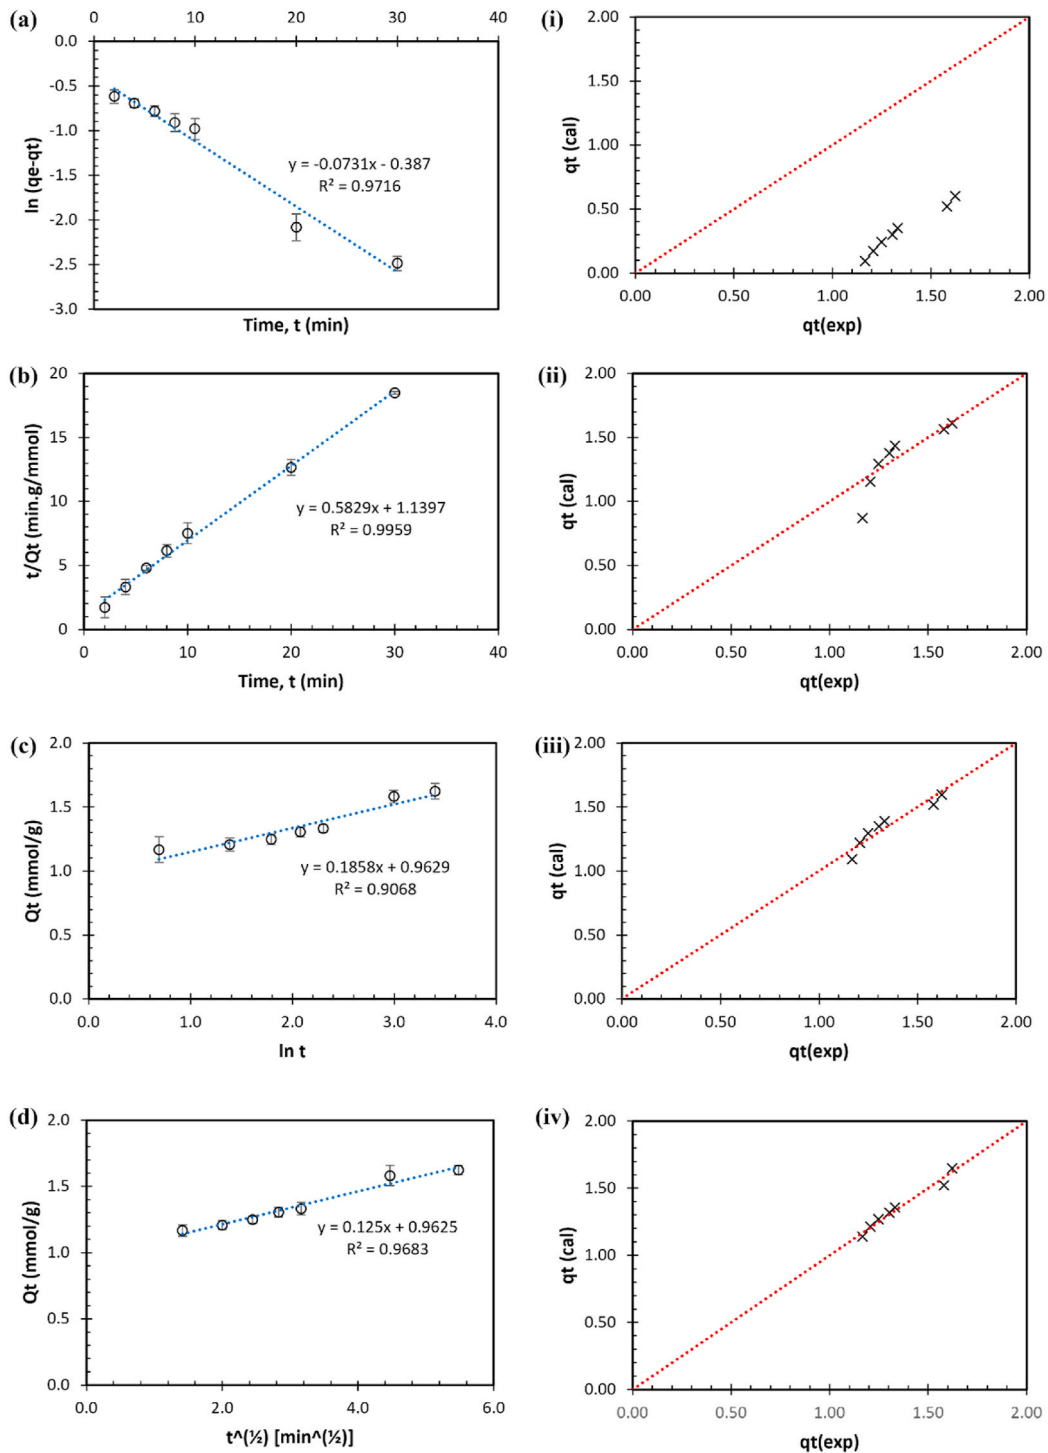 (a)
0 10 20 30 40
0.0
-0.5
-1.0
-1.5
-2.0
-2.5
-3.0
ln (qe-qt)
y = -0.0731x - 0.387
R² = 0.9716
Time, t (min)
(i)
2.00
1.50
1.00
0.50
0.00
qt (cal)
0.00 0.50 1.00 1.50 2.00
qt(exp)
(b)
20
15
10
5
0
t/Qt (min.g/mmol)
y = 0.5829x + 1.1397
R² = 0.9959
0 10 20 30 40
Time, t (min)
(ii)
2.00
1.50
1.00
0.50
0.00
qt (cal)
0.00 0.50 1.00 1.50 2.00
qt(exp)
(c)
2.0
1.5
1.0
0.5
0.0
Qt (mmol/g)
y = 0.1858x + 0.9629
R² = 0.9068
0.0 1.0 2.0 3.0 4.0
ln t
(iii)
2.00
1.50
1.00
0.50
0.00
qt (cal)
0.00 0.50 1.00 1.50 2.00
qt(exp)
(d)
2.0
1.5
1.0
0.5
0.0
Qt (mmol/g)
y = 0.125x + 0.9625
R² = 0.9683
0.0 2.0 4.0 6.0
t^(½) [min^(½)]
(iv)
2.00
1.50
1.00
0.50
0.00
qt (cal)
0.00 0.50 1.00 1.50 2.00
qt(exp)